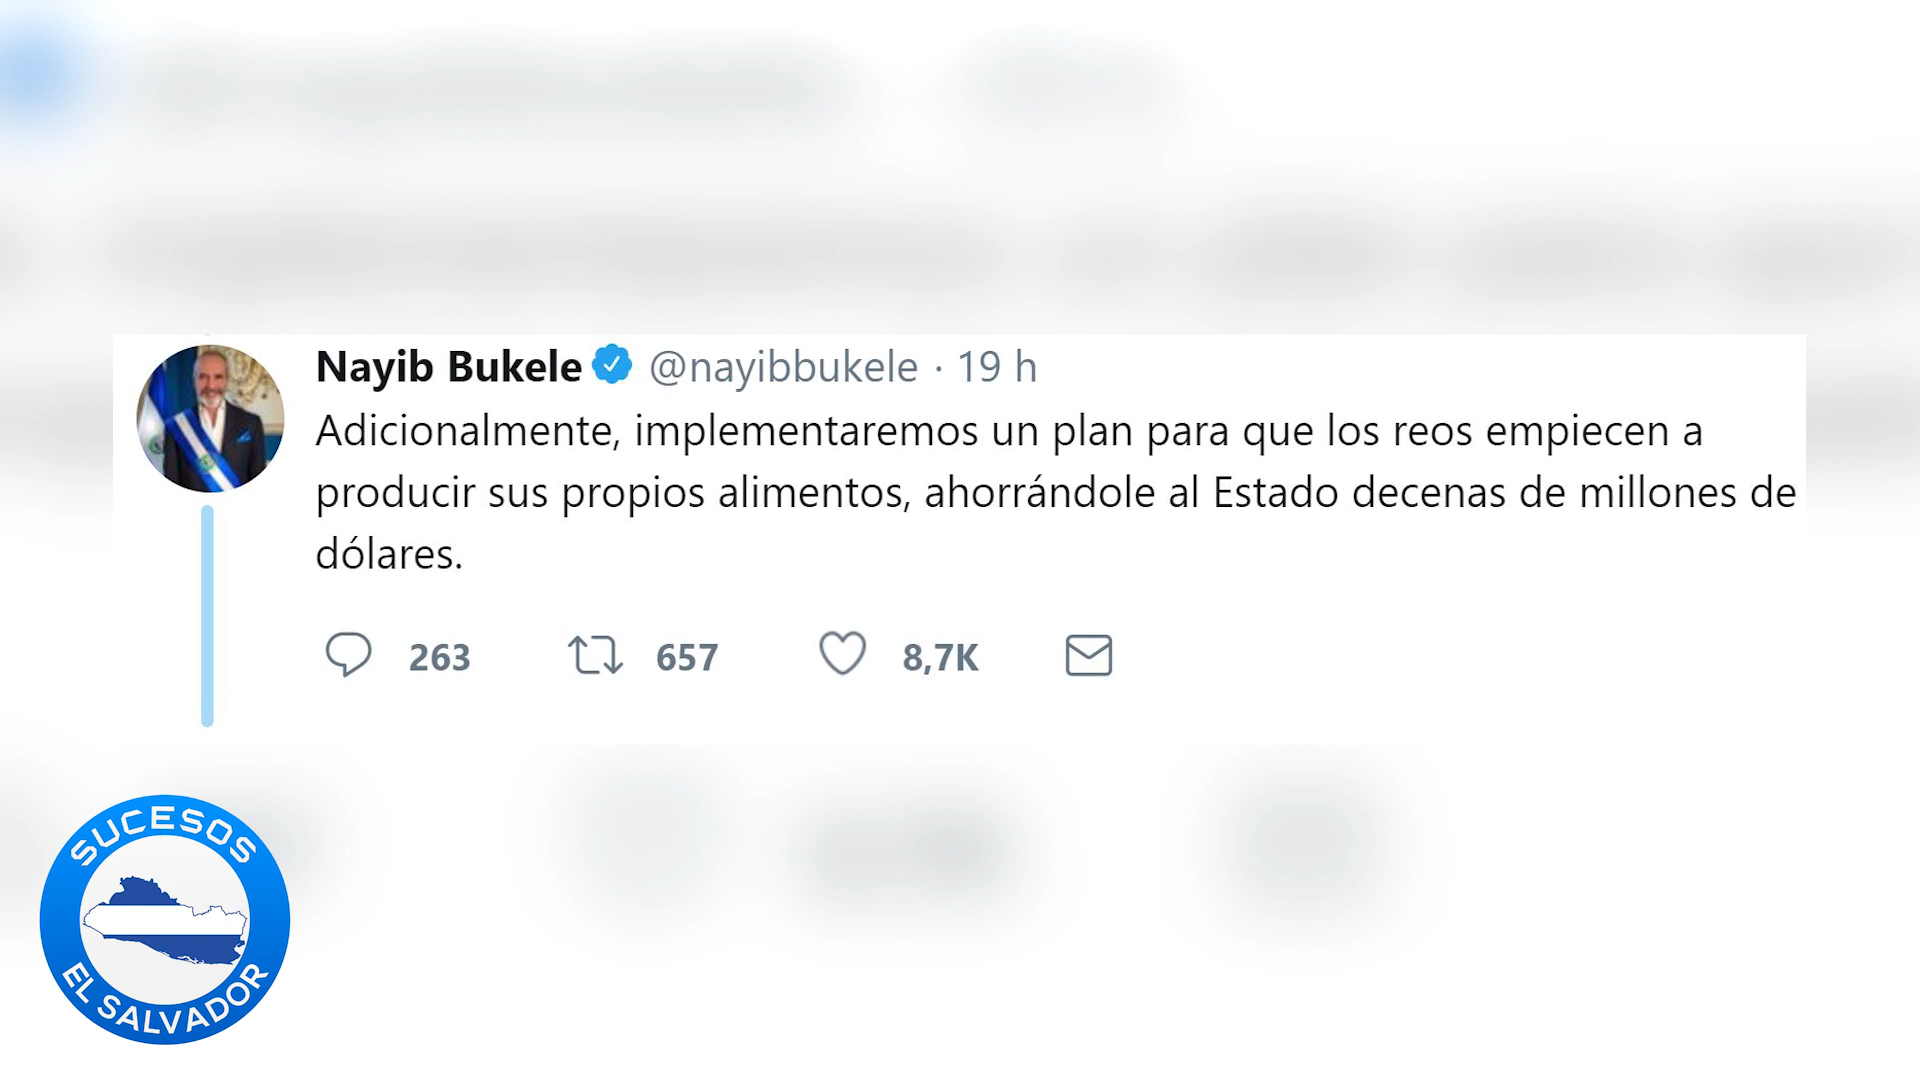 Nayib Bukele @nayibbukele · 19 h
Adicionalmente, implementaremos un plan para que los reos empiecen a
producir sus propios alimentos, ahorrándole al Estado decenas de millones de
dólares.
263 657 8,7K
SUCESOS
EL SALVADOR